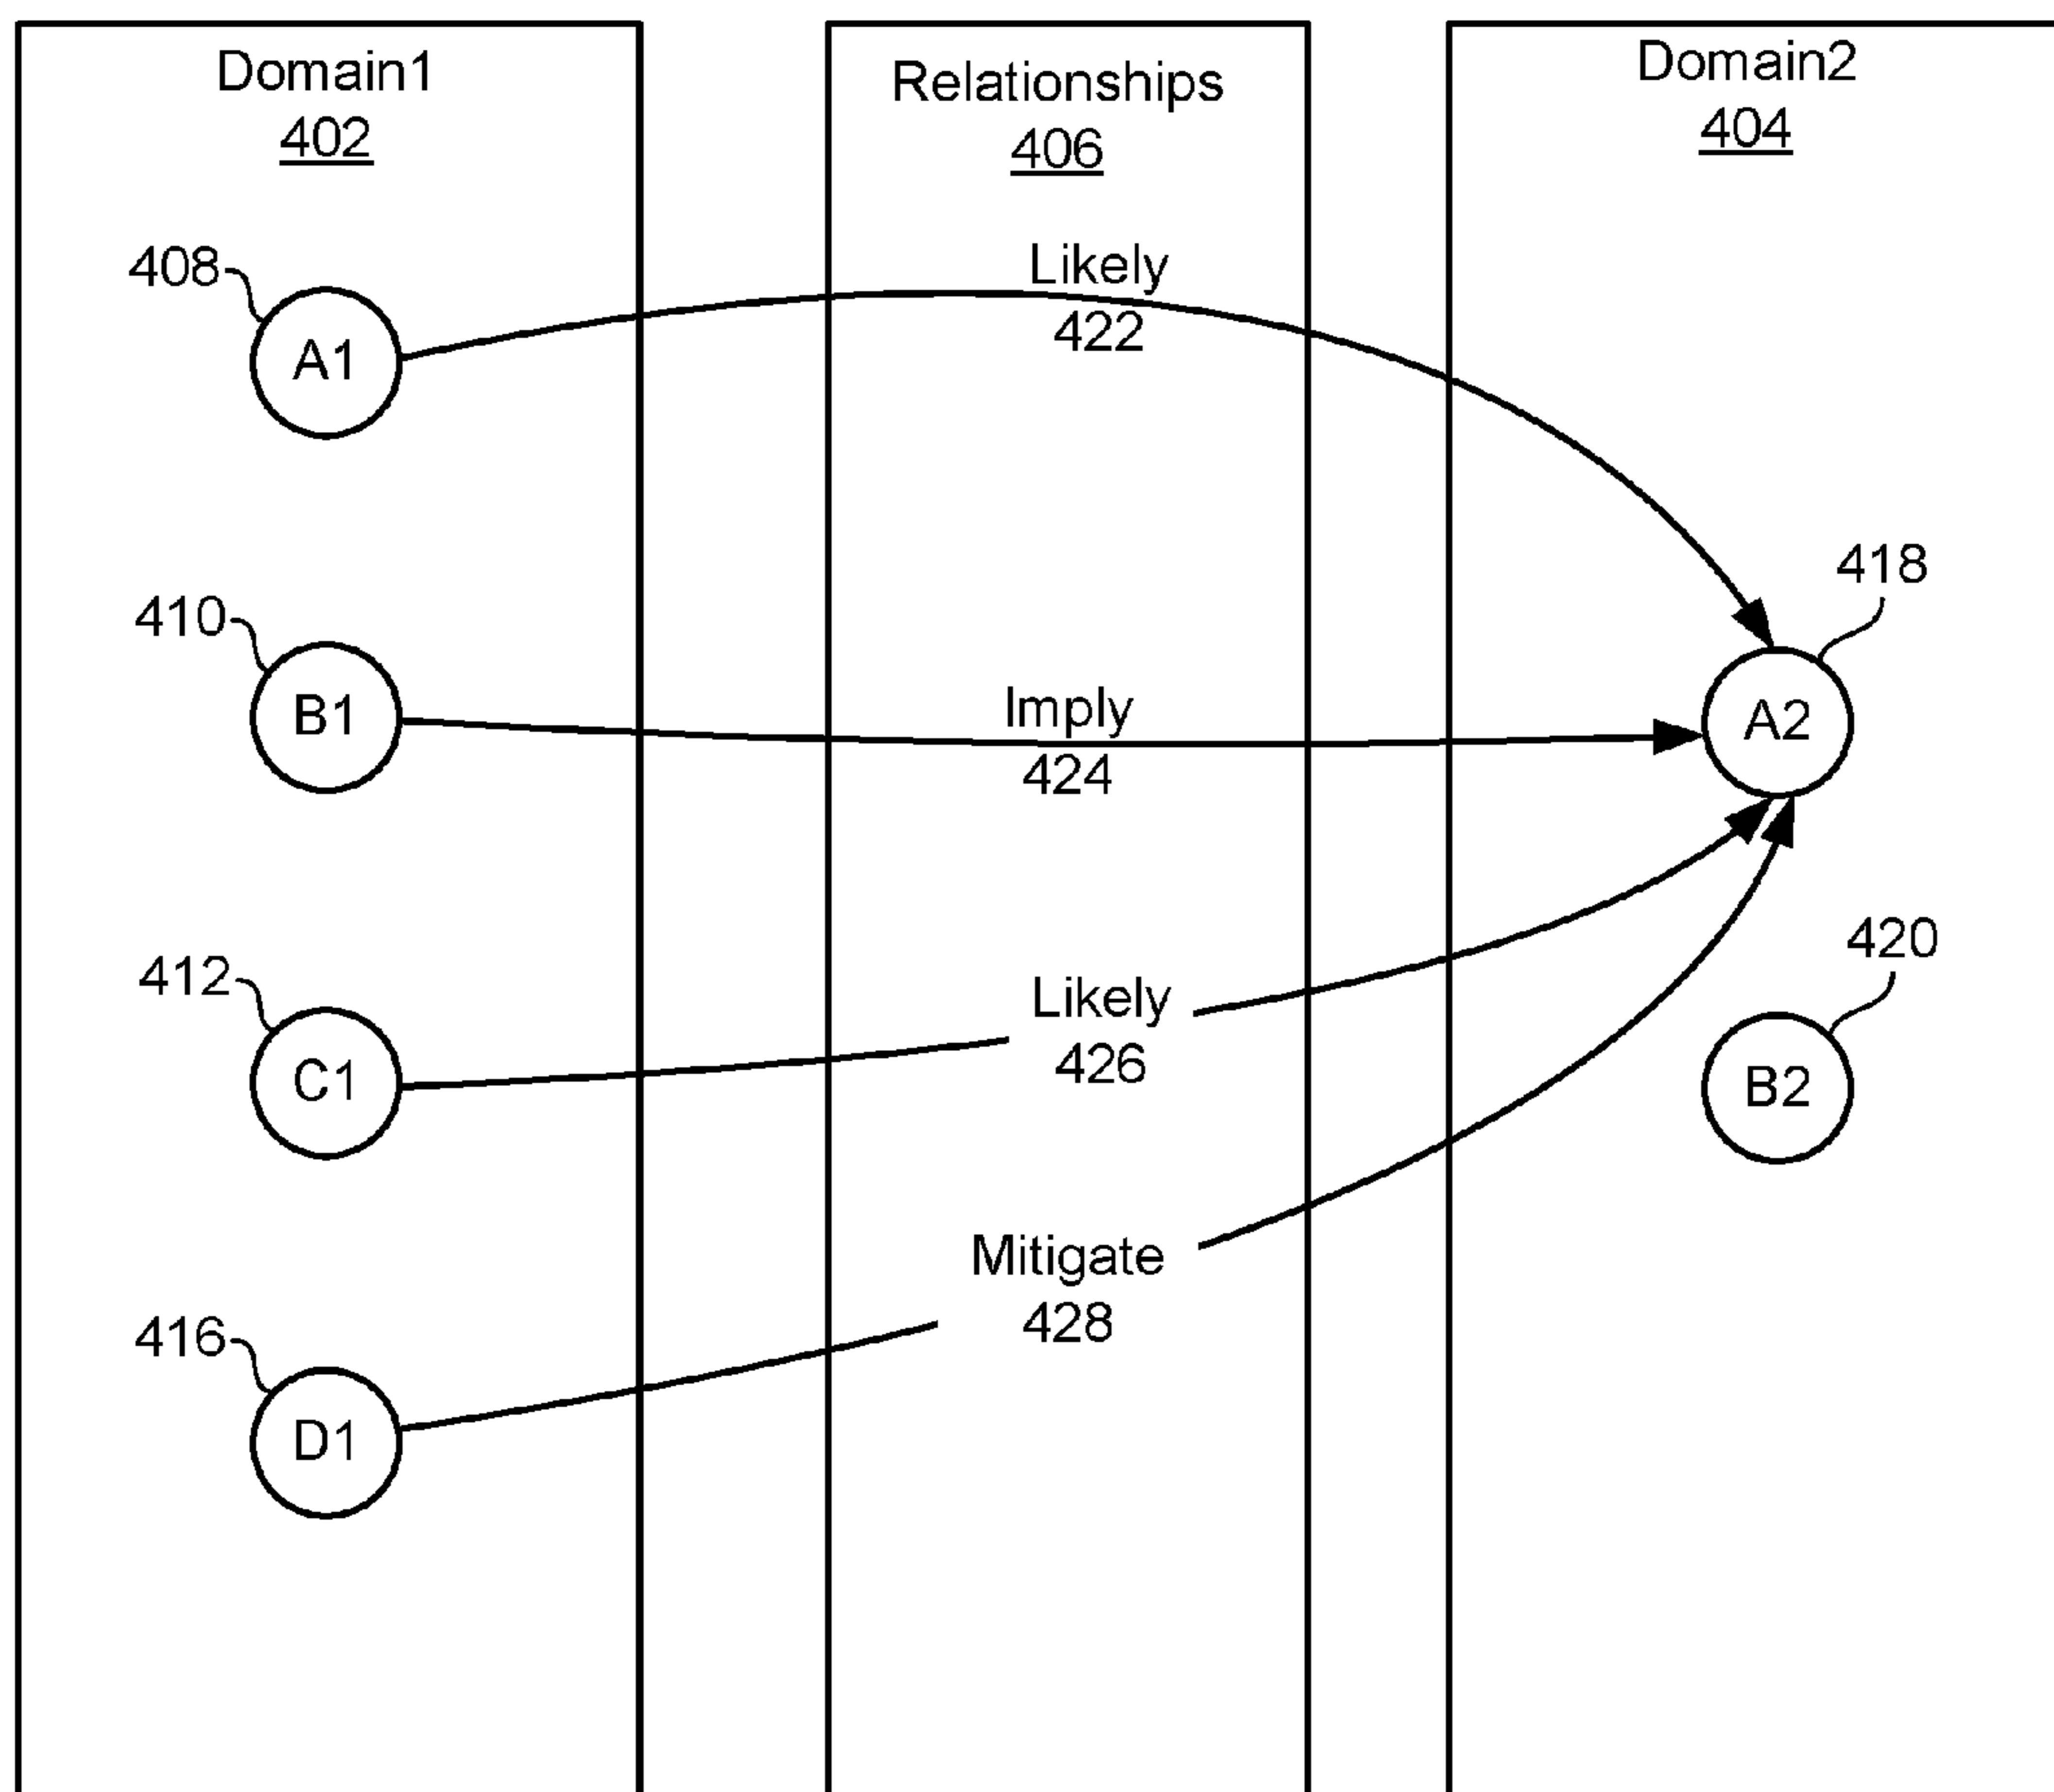 Domain1
402
Relationships
406
Domain2
404
408
A1
Likely
422
418
A2
410
B1
Imply
424
412
C1
Likely
426
420
B2
Mitigate
428
416
D1